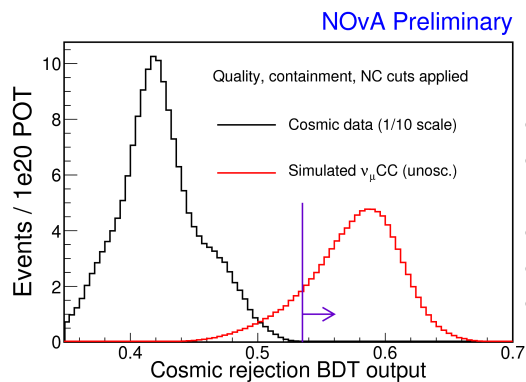 NOvA Preliminary
Quality, containment, NC cuts applied
Cosmic data (1/10 scale)
Simulated νμCC (unosc.)
Events / 1e20 POT
10
8
6
4
2
0
0.4 0.5 0.6 0.7
Cosmic rejection BDT output